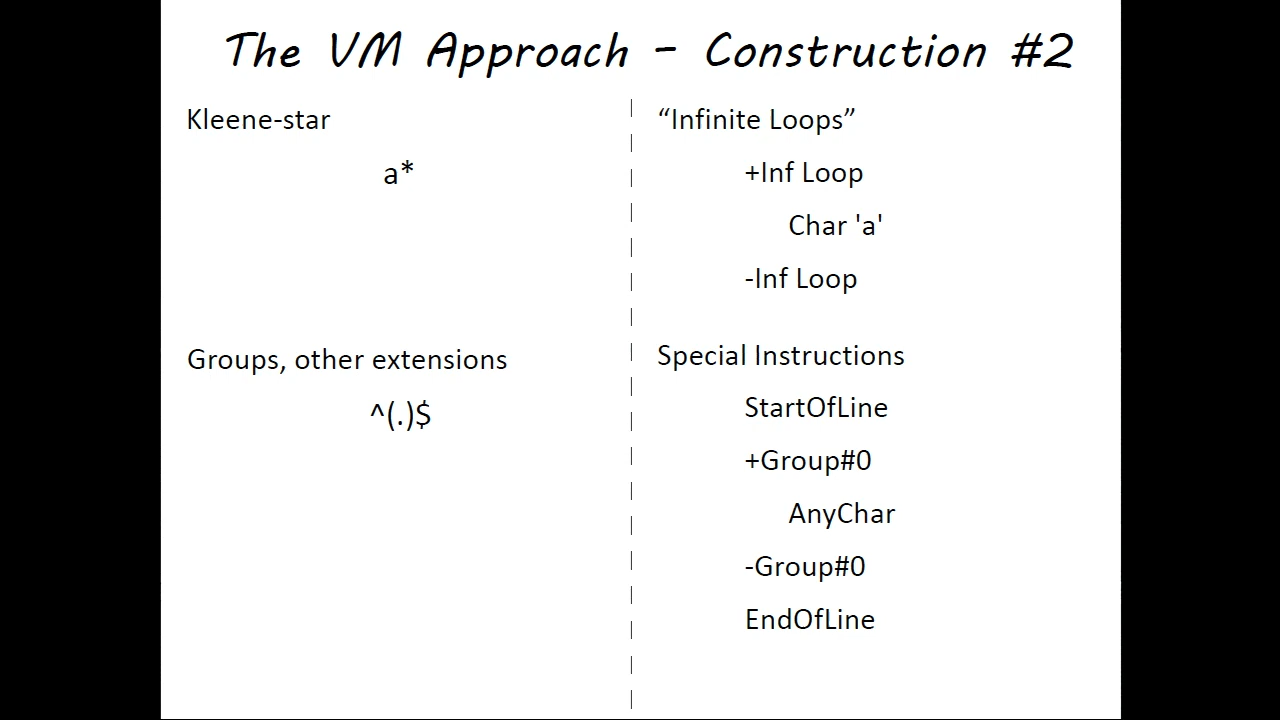 The VM Approach - Construction #2
Kleene-star
a*
“Infinite Loops”
+Inf Loop
Char 'a'
-Inf Loop
Groups, other extensions
^(.)$
Special Instructions
StartOfLine
+Group#0
AnyChar
-Group#0
EndOfLine